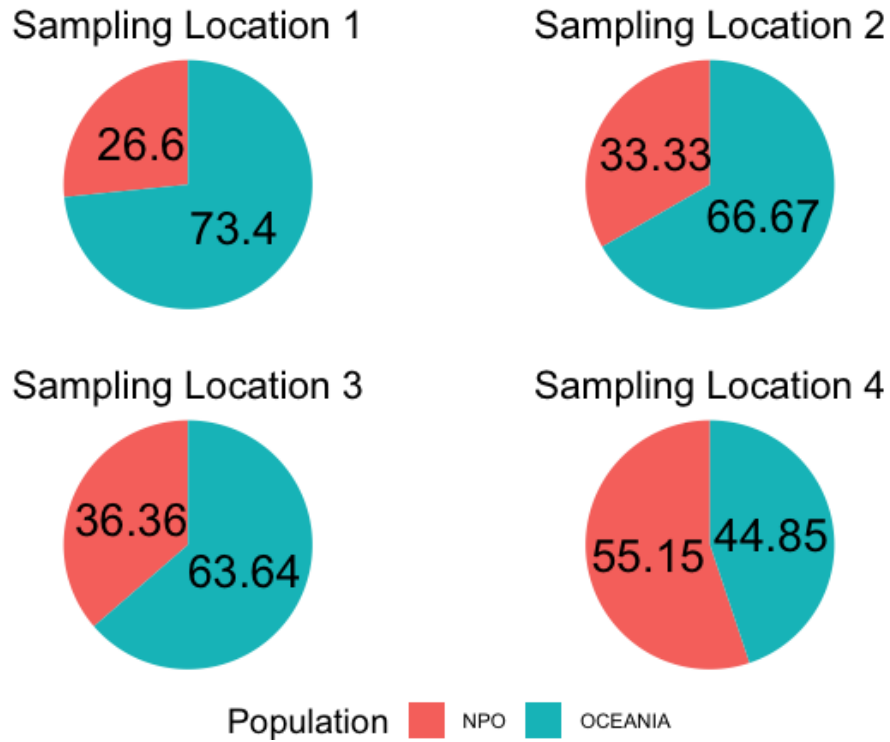 Sampling Location 1
26.6
73.4
Sampling Location 2
33.33
66.67
Sampling Location 3
36.36
63.64
Sampling Location 4
55.15
44.85
Population NPO OCEANIA